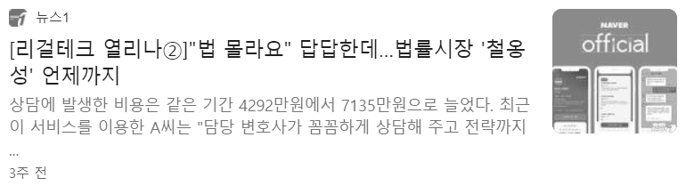 뉴스1
[리걸테크 열리나②]"법 몰라요" 답답한데...법률시장 '철옹
성' 언제까지
상담에 발생한 비용은 같은 기간 4292만원에서 7135만원으로 늘었다. 최근
이 서비스를 이용한 A씨는 "담당 변호사가 꼼꼼하게 상담해 주고 전략까지
...
3주 전
NAVER
official